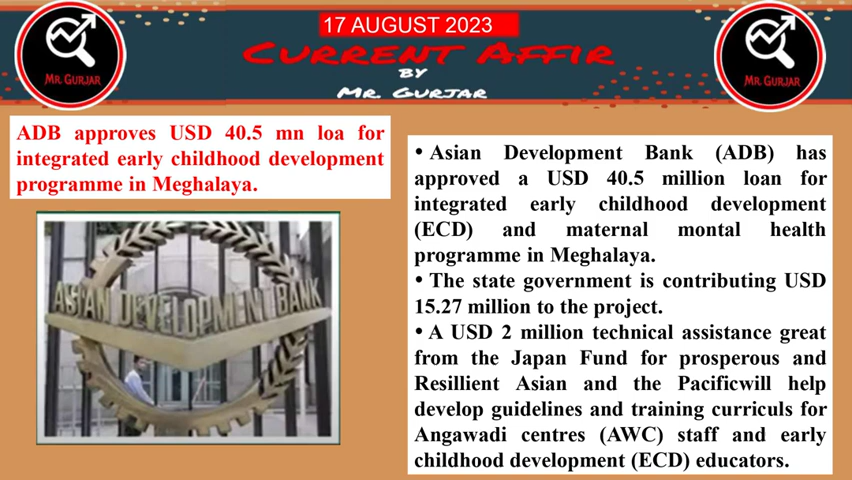 17 AUGUST 2023
CURRENT AFFIR
BY
MR. GURJAR
MR. GURJAR
MR. GURJAR
ADB approves USD 40.5 mn loa for
integrated early childhood development
programme in Meghalaya.
ASIAN DEVELOPMENT BANK
• Asian Development Bank (ADB) has
approved a USD 40.5 million loan for
integrated early childhood development
(ECD) and maternal montal health
programme in Meghalaya.
• The state government is contributing USD
15.27 million to the project.
• A USD 2 million technical assistance great
from the Japan Fund for prosperous and
Resillient Asian and the Pacificwill help
develop guidelines and training curriculs for
Angawadi centres (AWC) staff and early
childhood development (ECD) educators.